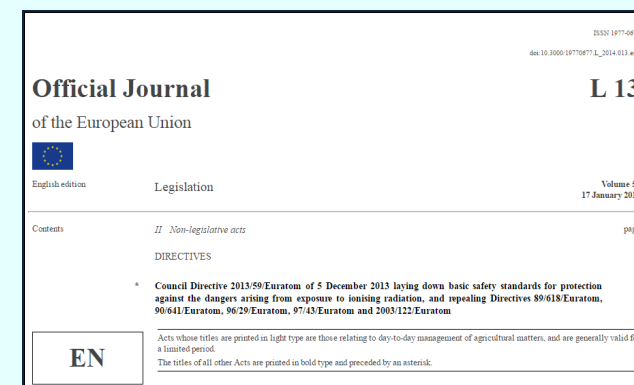 ISSN 1977-06
doi:10.3000/19770677.L_2014.013.e
Official Journal
L 13
of the European Union
English edition
Legislation
Volume
17 January 201
Contents
II Non-legislative acts
pag
DIRECTIVES
* Council Directive 2013/59/Euratom of 5 December 2013 laying down basic safety standards for protection
against the dangers arising from exposure to ionising radiation, and repealing Directives 89/618/Euratom,
90/641/Euratom, 96/29/Euratom, 97/43/Euratom and 2003/122/Euratom
EN
Acts whose titles are printed in light type are those relating to day-to-day management of agricultural matters, and are generally valid f
a limited period.
The titles of all other Acts are printed in bold type and preceded by an asterisk.